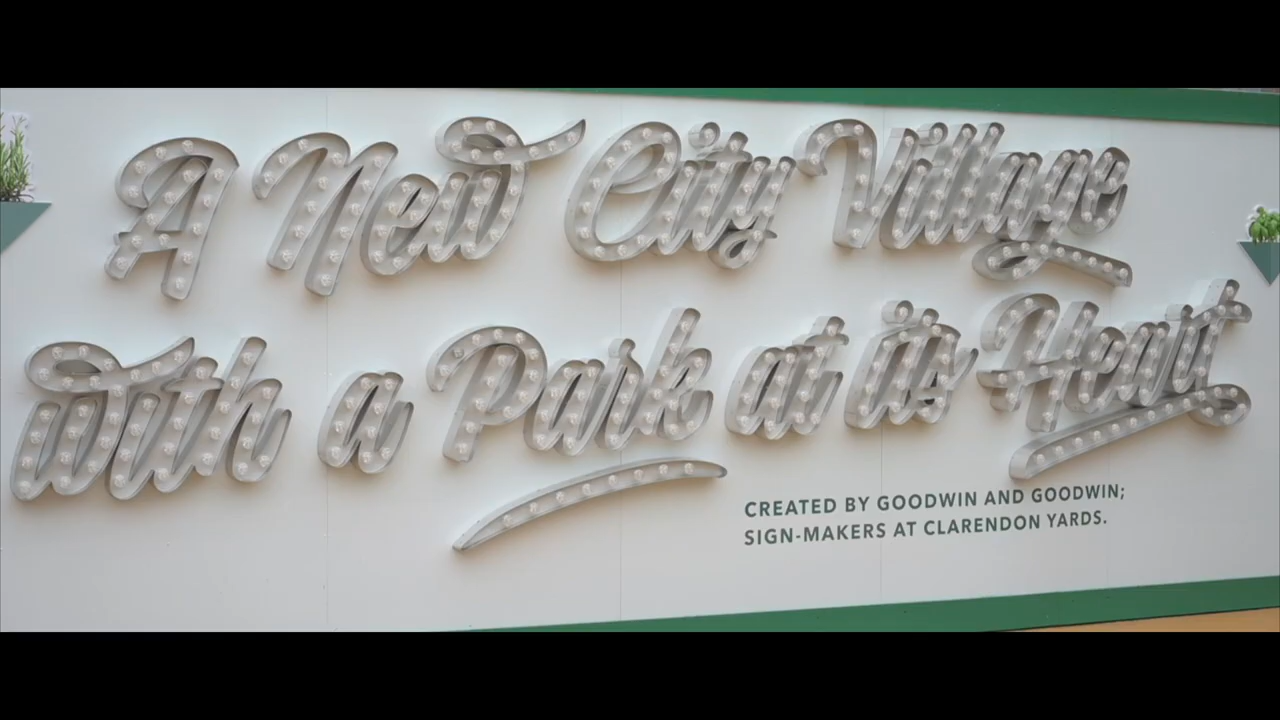 A New City Village
with a Park at its Heart
CREATED BY GOODWIN AND GOODWIN;
SIGN-MAKERS AT CLARENDON YARDS.